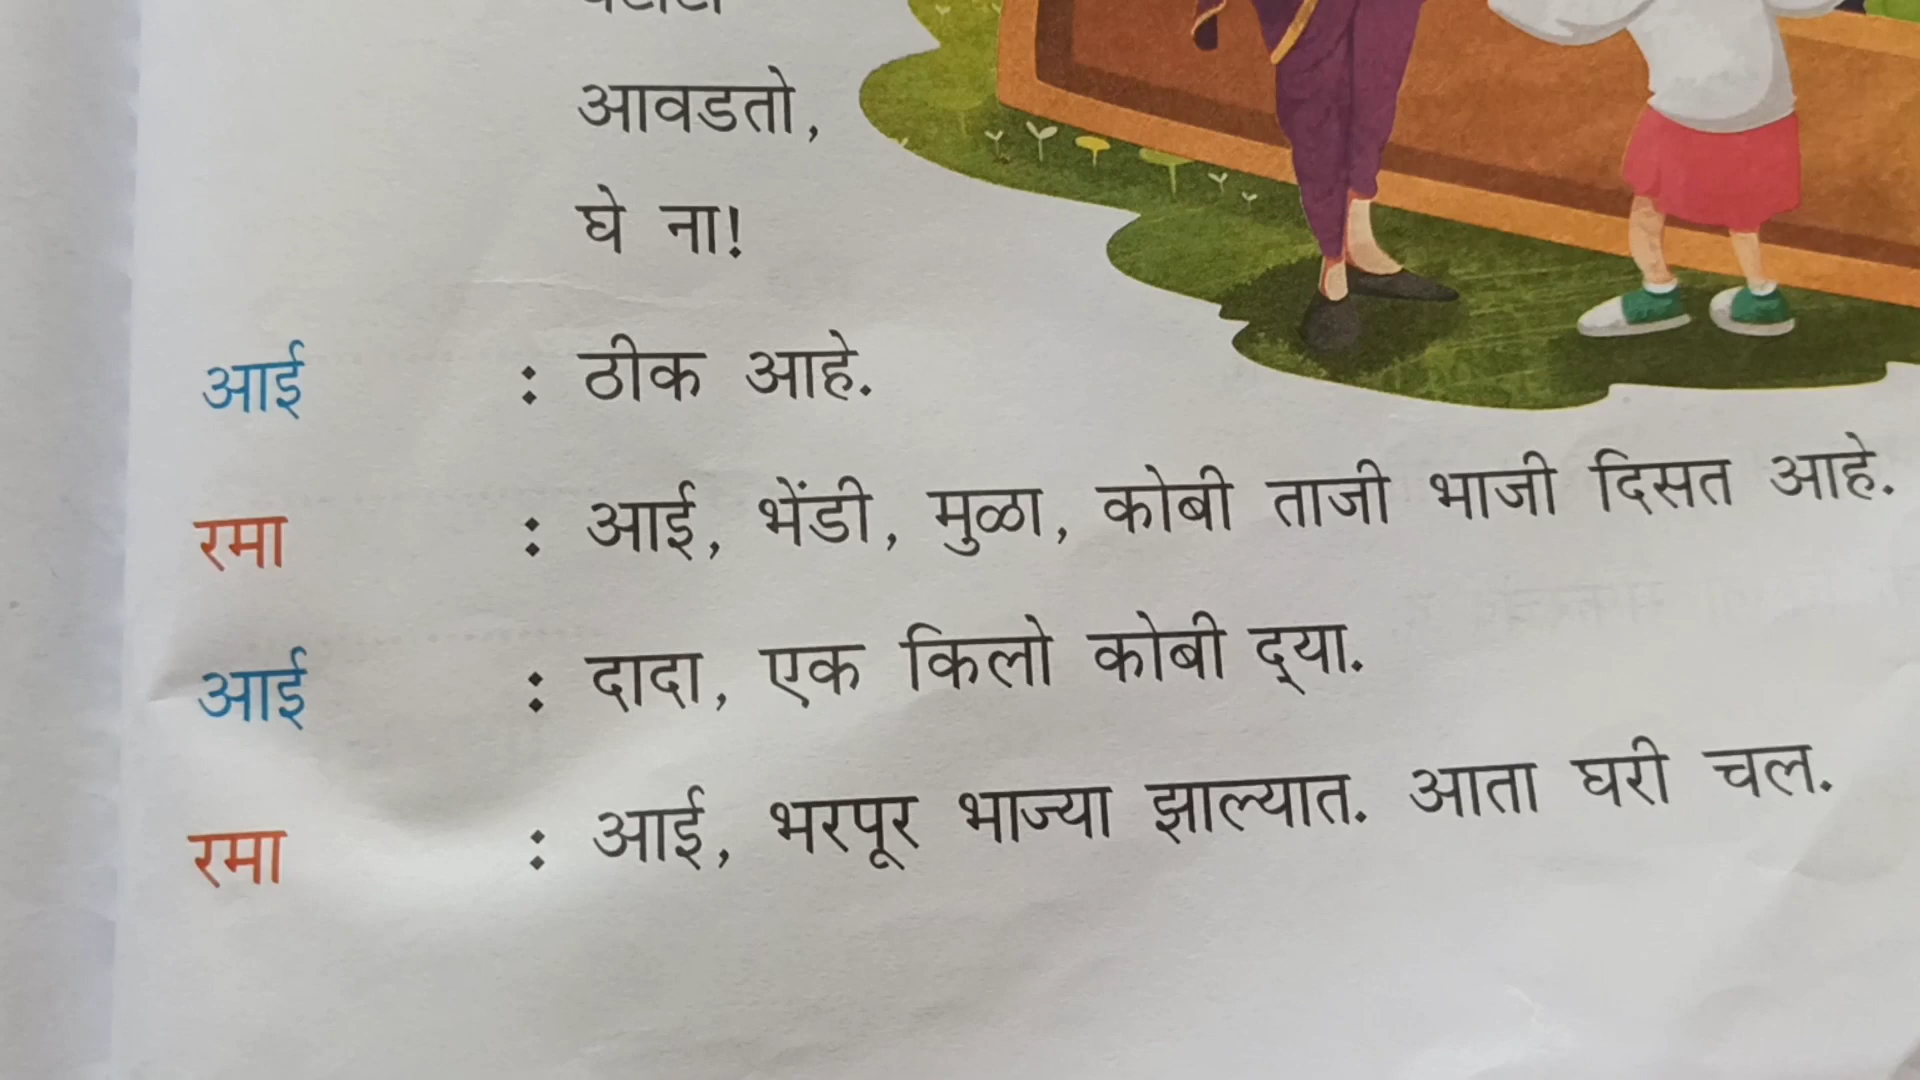 आवडतो,
घे ना!
आई : ठीक आहे.
रमा : आई, भेंडी, मुळा, कोबी ताजी भाजी दिसत आहे.
आई : दादा, एक किलो कोबी द्‌या.
रमा : आई, भरपूर भाज्या झाल्यात. आता घरी चल.